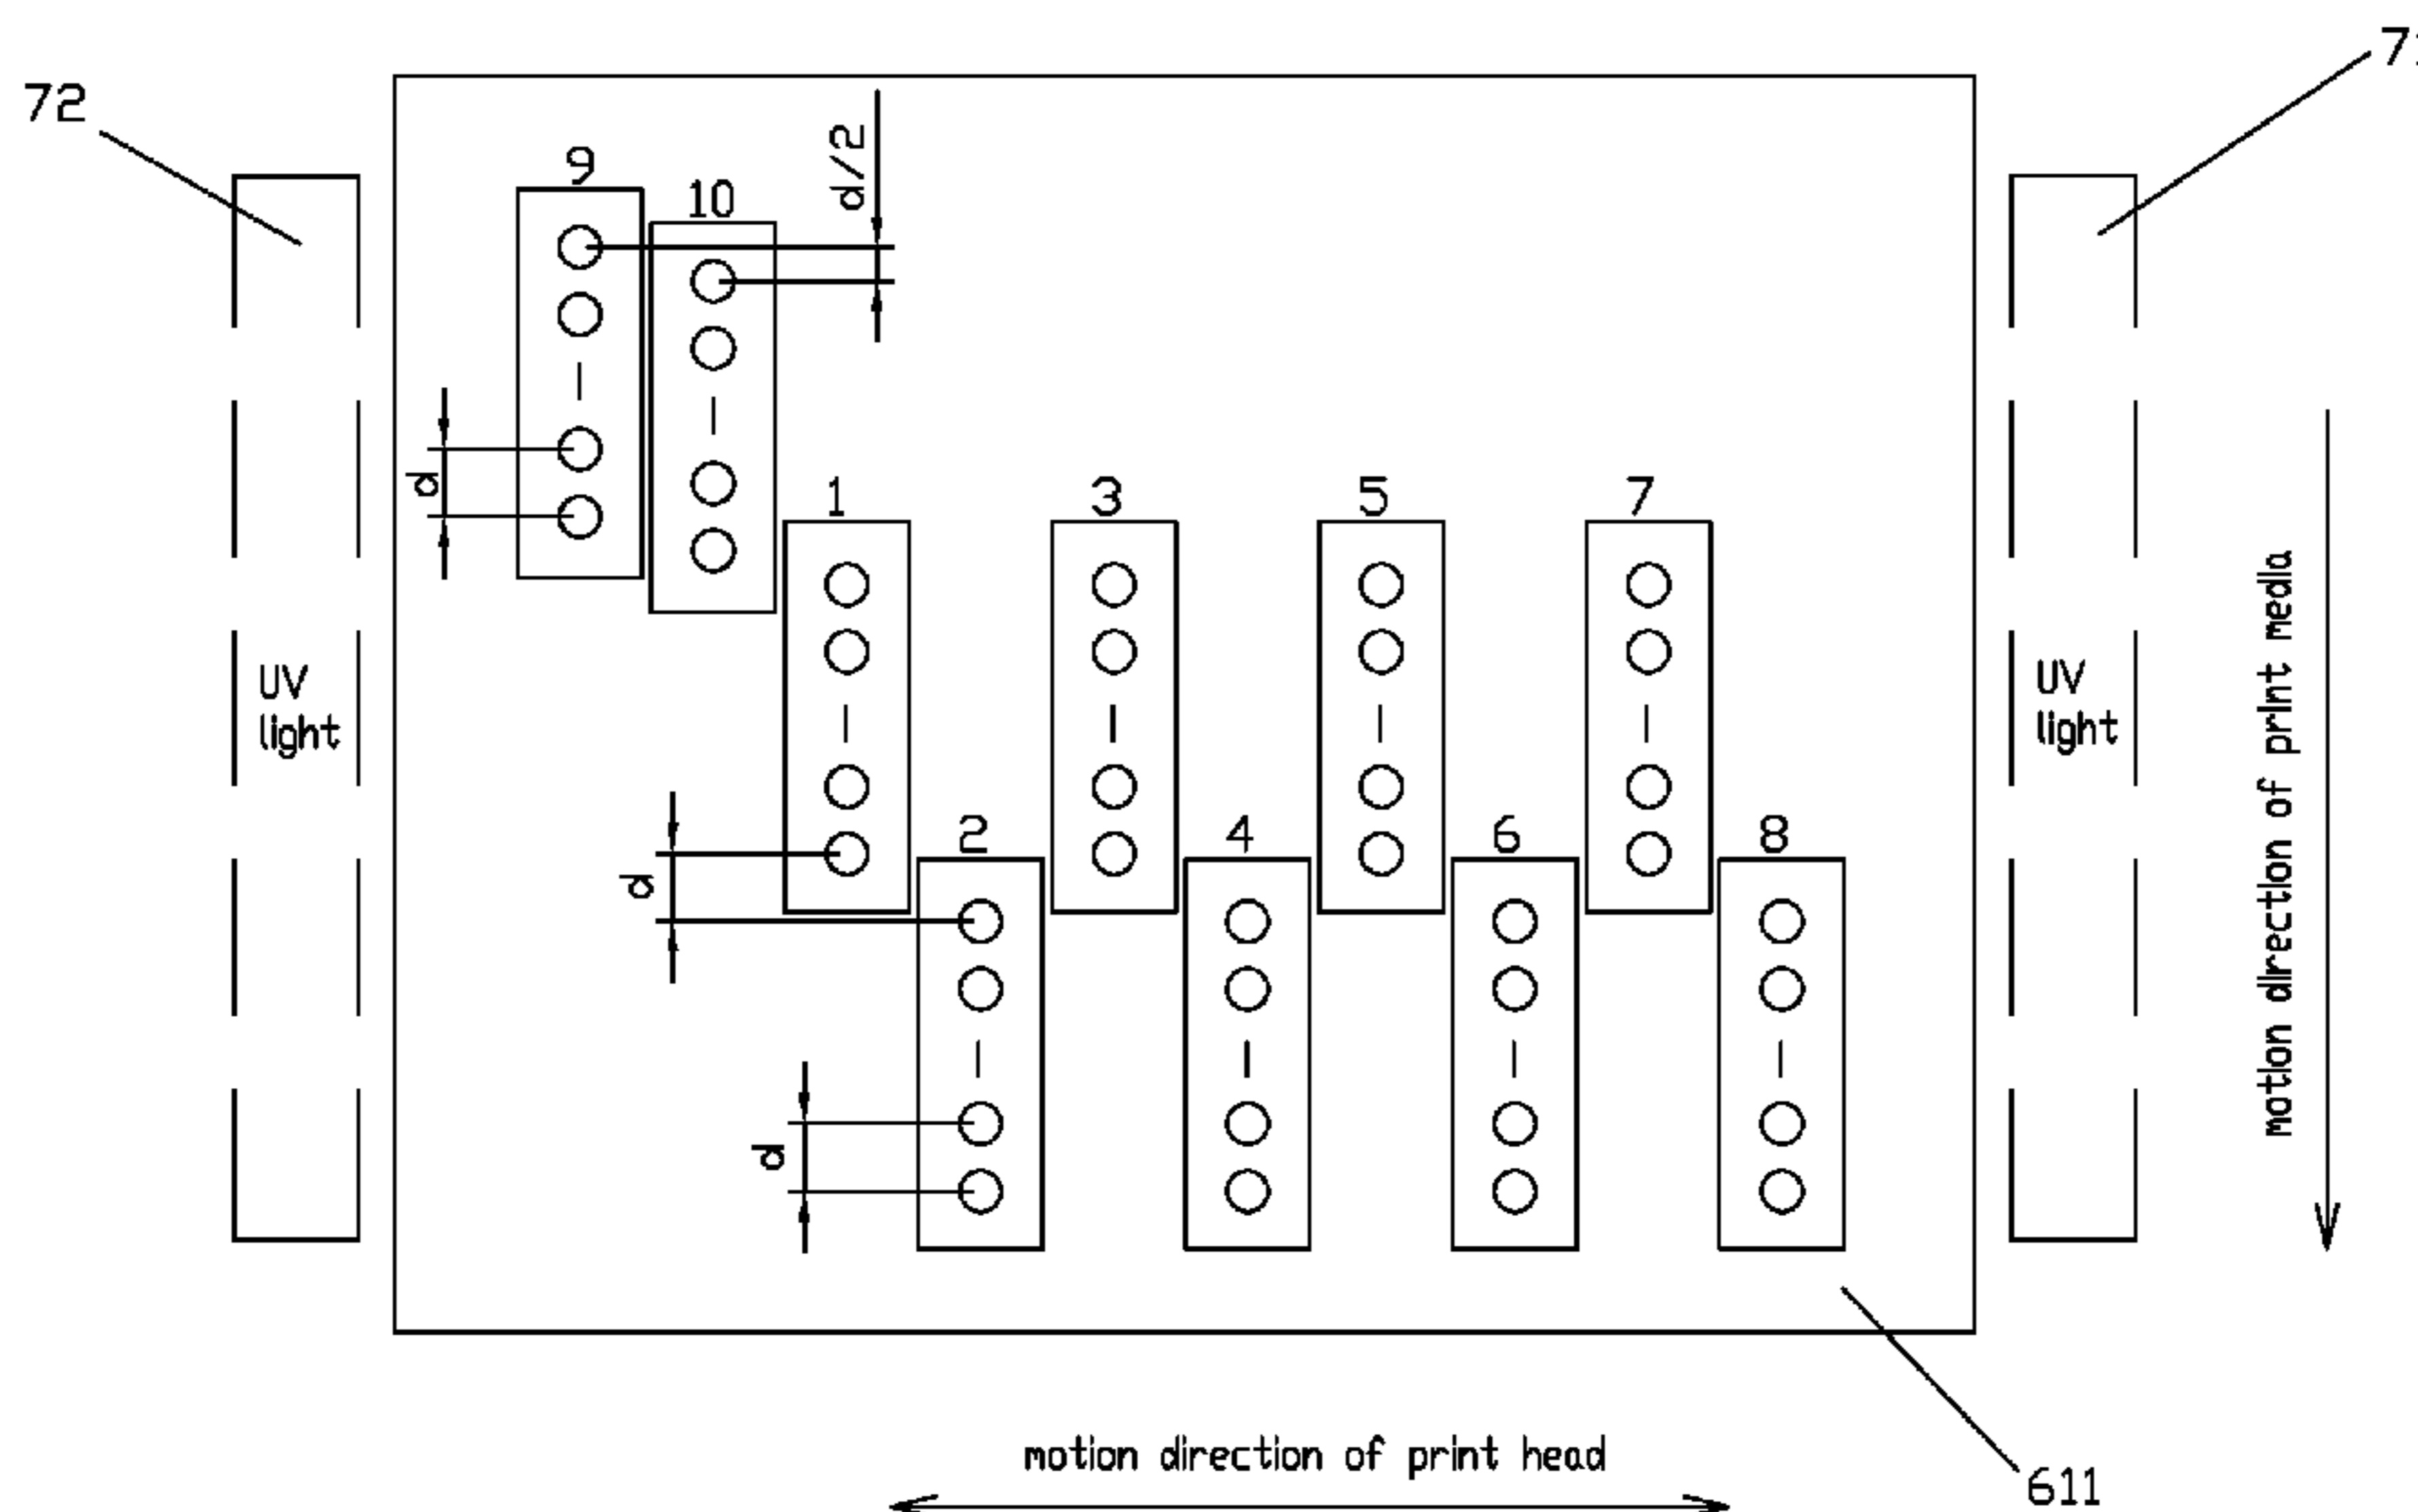 72
9
10
d/2
d
1
3
5
7
UV
light
UV
light
motion direction of print media
2
4
6
8
d
d
motion direction of print head
611